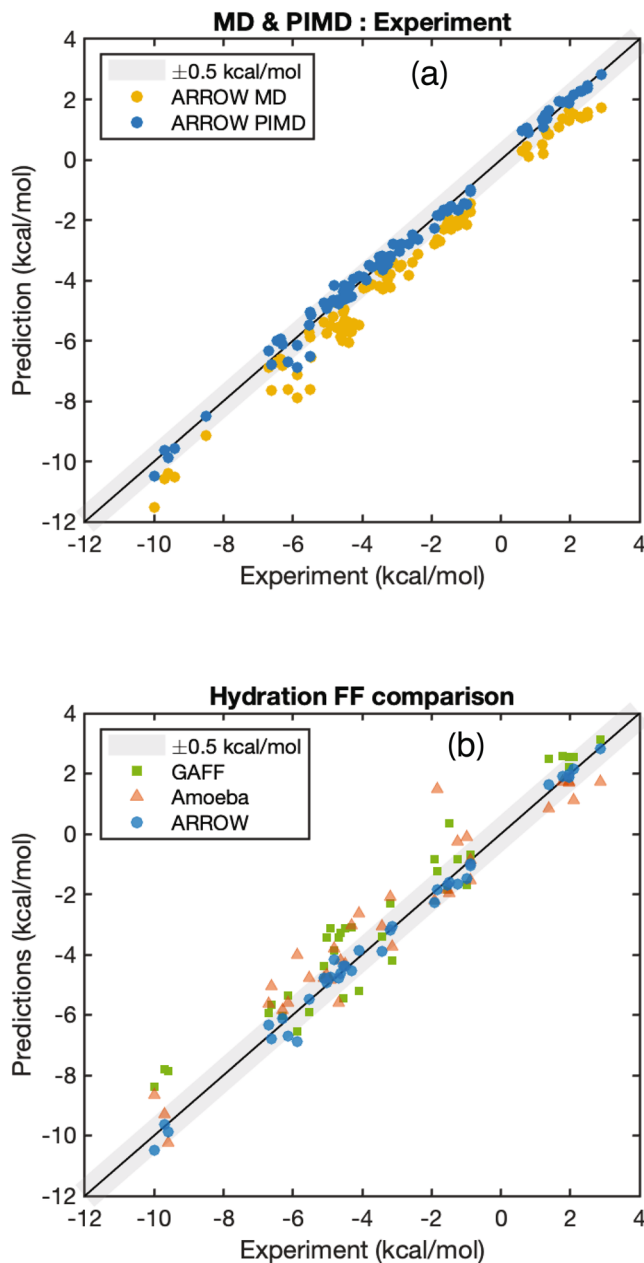 MD & PIMD : Experiment
(a)
±0.5 kcal/mol
ARROW MD
ARROW PIMD
4
2
0
-2
-4
-6
-8
-10
-12
Prediction (kcal/mol)
-12 -10 -8 -6 -4 -2 0 2 4
Experiment (kcal/mol)
Hydration FF comparison
(b)
±0.5 kcal/mol
GAFF
Amoeba
ARROW
4
2
0
-2
-4
-6
-8
-10
-12
Predictions (kcal/mol)
-12 -10 -8 -6 -4 -2 0 2 4
Experiment (kcal/mol)